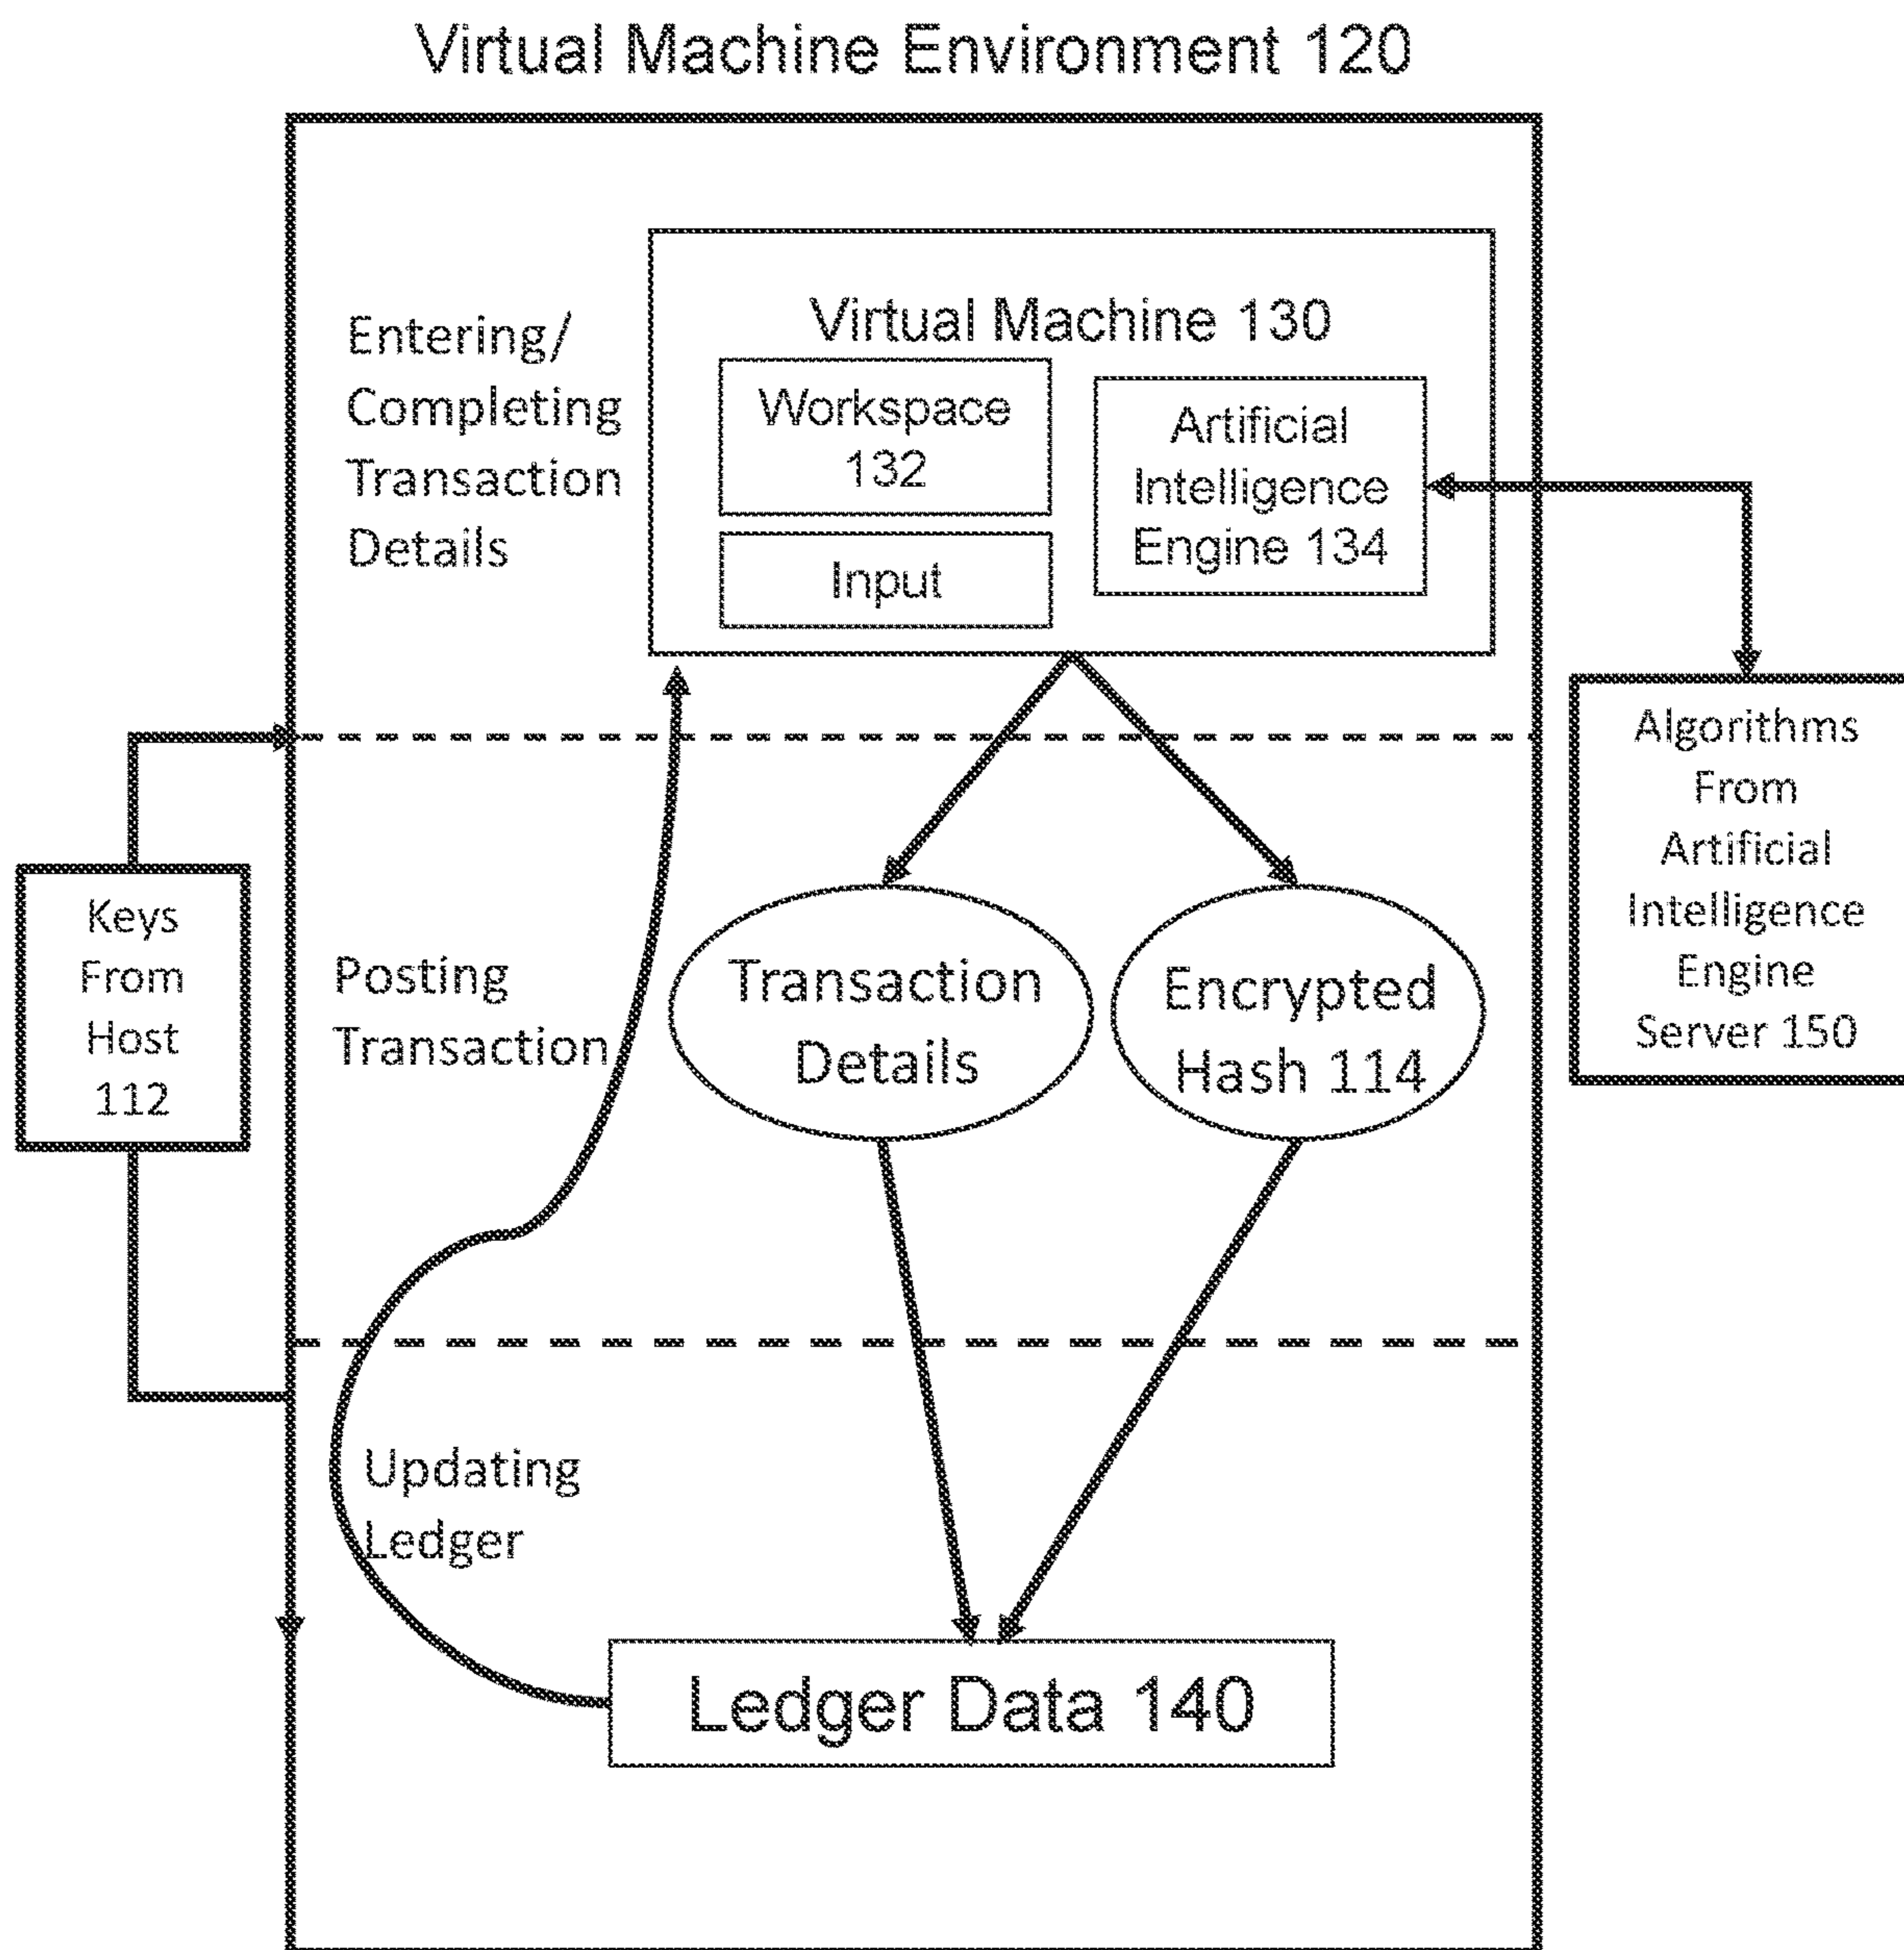 Virtual Machine Environment 120
Entering/
Completing
Transaction
Details
Virtual Machine 130
Workspace
132
Input
Artificial
Intelligence
Engine 134
Keys
From
Host
112
Posting
Transaction
Transaction
Details
Encrypted
Hash 114
Algorithms
From
Artificial
Intelligence
Engine
Server 150
Updating
Ledger
Ledger Data 140